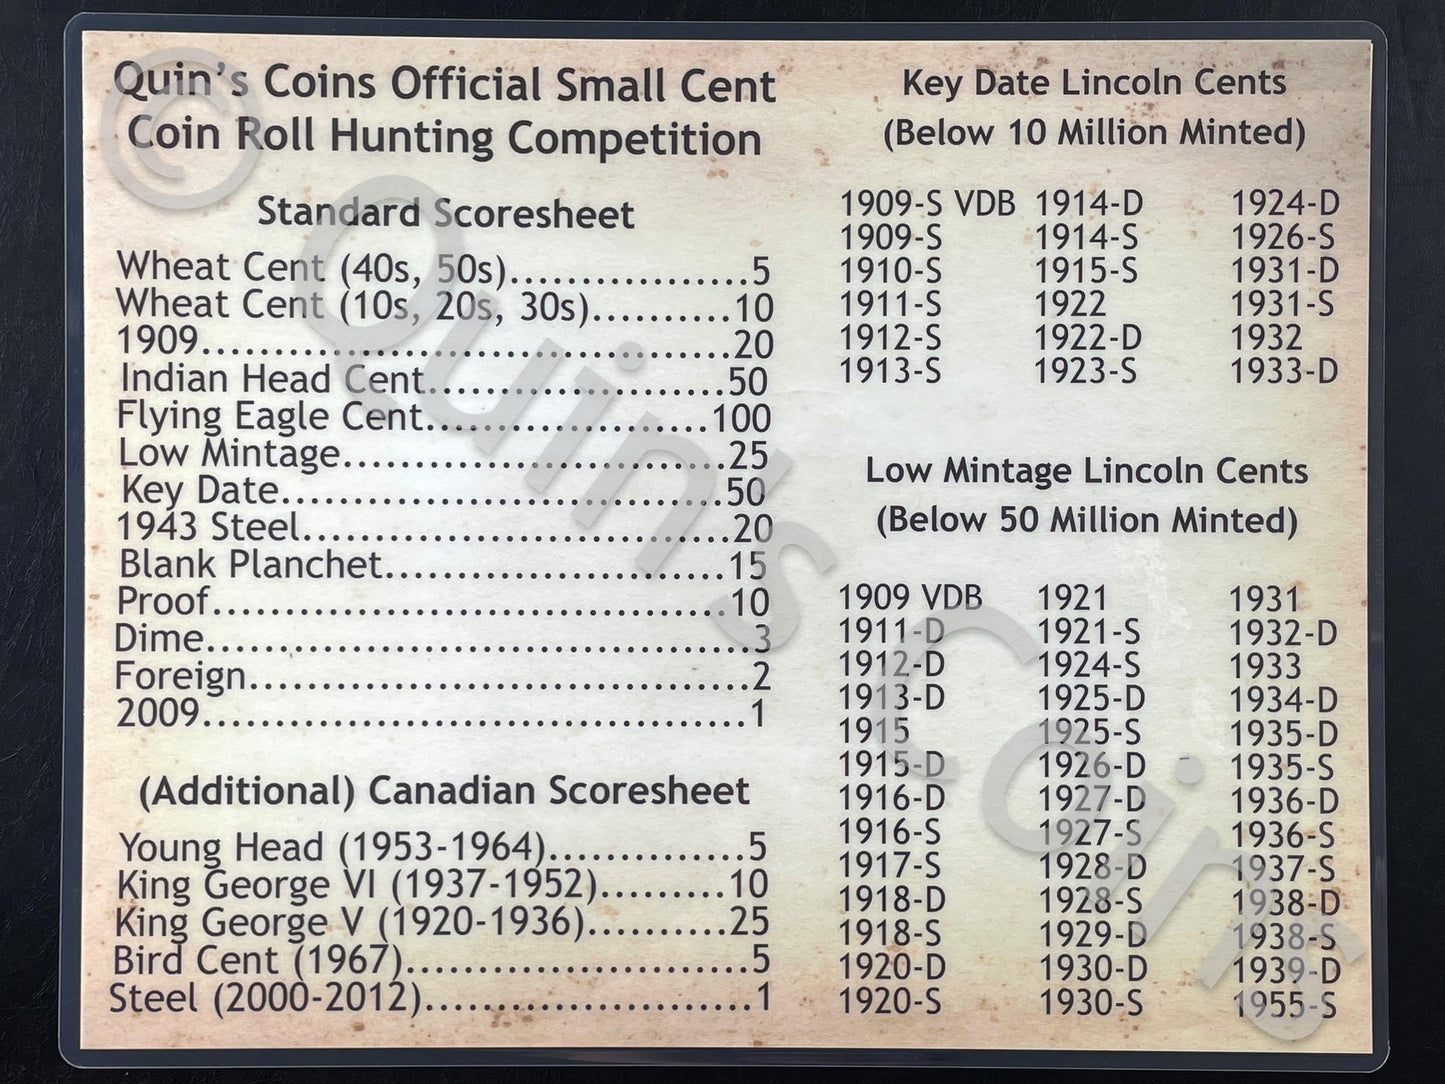 Quin's Coins Official Small Cent
Coin Roll Hunting Competition
Standard Scoresheet
Wheat Cent (40s, 50s).................5
Wheat Cent (10s, 20s, 30s)..........10
1909.....................................20
Indian Head Cent.....................50
Flying Eagle Cent....................100
Low Mintage...........................25
Key Date...............................50
1943 Steel..............................20
Blank Planchet........................15
Proof....................................10
Dime......................................3
Foreign...................................2
2009......................................1
(Additional) Canadian Scoresheet
Young Head (1953-1964)..............5
King George VI (1937-1952).........10
King George V (1920-1936)..........25
Bird Cent (1967)........................5
Steel (2000-2012).......................1
Key Date Lincoln Cents
(Below 10 Million Minted)
1909-S VDB 1914-D 1924-D
1909-S 1914-S 1926-S
1910-S 1915-S 1931-D
1911-S 1922 1931-S
1912-S 1922-D 1932
1913-S 1923-S 1933-D
Low Mintage Lincoln Cents
(Below 50 Million Minted)
1909 VDB 1921 1931
1911-D 1921-S 1932-D
1912-D 1924-S 1933
1913-D 1925-D 1934-D
1915 1925-S 1935-D
1915-D 1926-D 1935-S
1916-D 1927-D 1936-D
1916-S 1927-S 1936-S
1917-S 1928-D 1937-S
1918-D 1928-S 1938-D
1918-S 1929-D 1938-S
1920-D 1930-D 1939-D
1920-S 1930-S 1955-S
© Quin's Coins